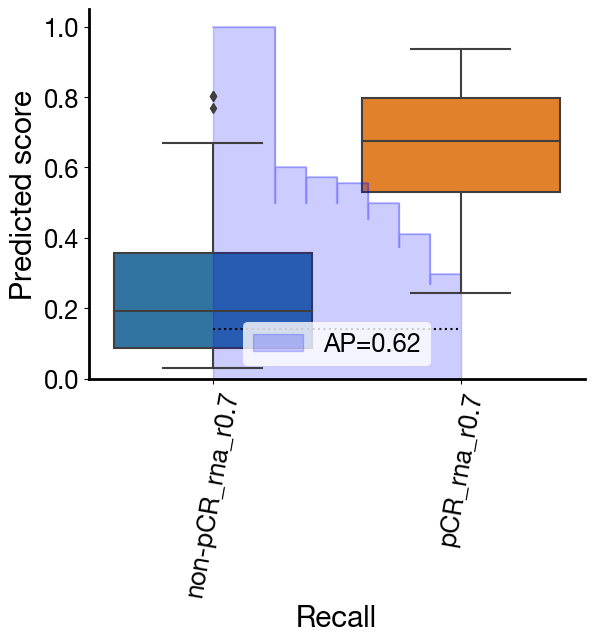 Predicted score
1.0
0.8
0.6
0.4
0.2
0.0
AP=0.62
non-pCR_rna_r0.7
pCR_rna_r0.7
Recall